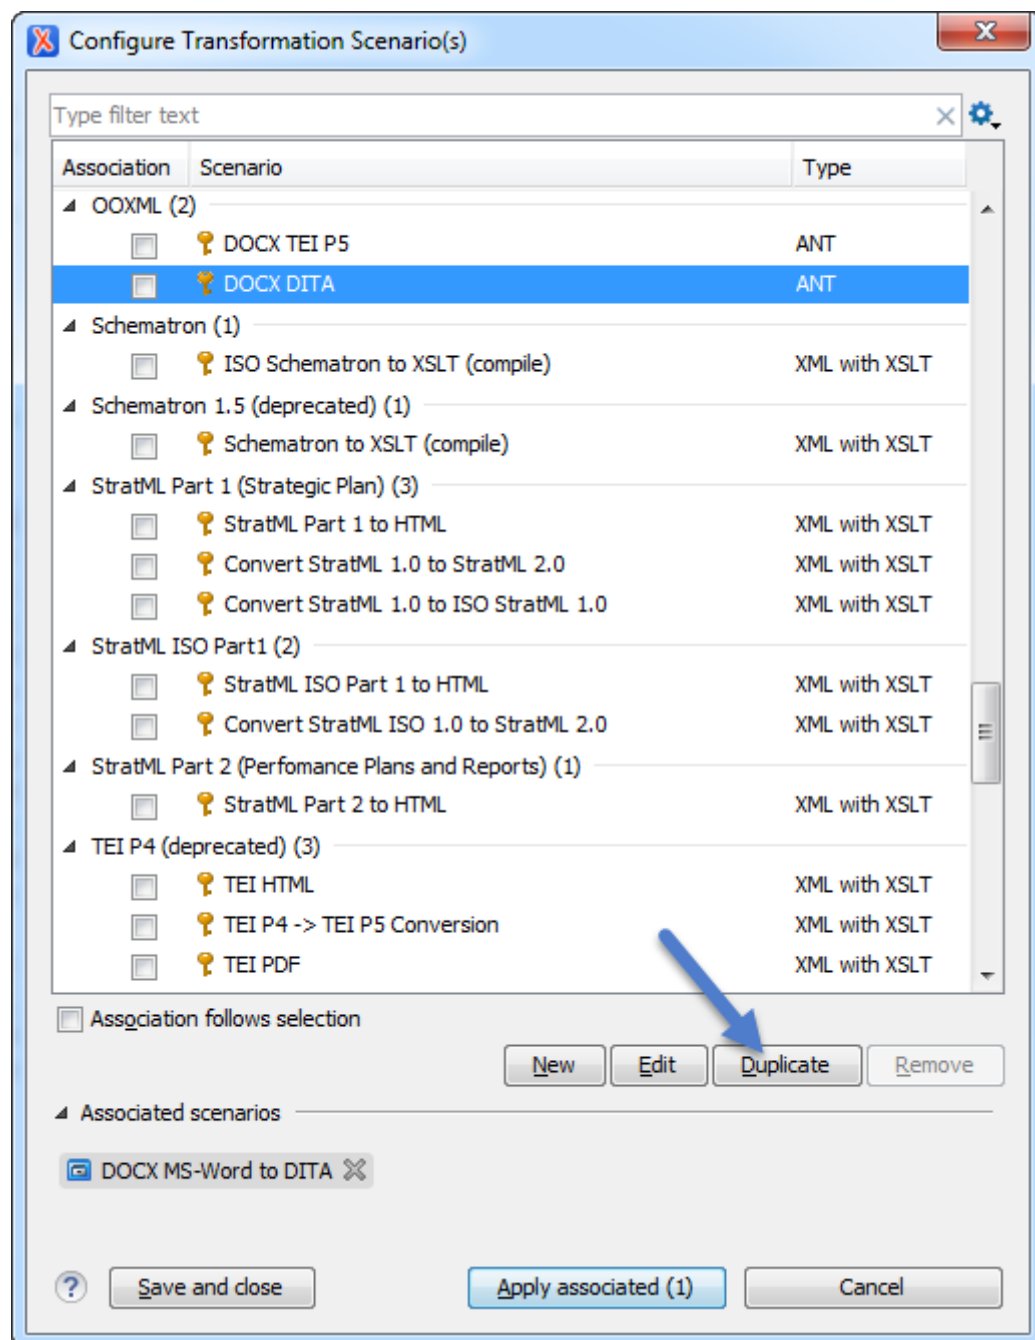 Configure Transformation Scenario(s)
Type filter text
Association Scenario Type
OOXML (2)
DOCX TEI P5 ANT
DOCX DITA ANT
Schematron (1)
ISO Schematron to XSLT (compile) XML with XSLT
Schematron 1.5 (deprecated) (1)
Schematron to XSLT (compile) XML with XSLT
StratML Part 1 (Strategic Plan) (3)
StratML Part 1 to HTML XML with XSLT
Convert StratML 1.0 to StratML 2.0 XML with XSLT
Convert StratML 1.0 to ISO StratML 1.0 XML with XSLT
StratML ISO Part1 (2)
StratML ISO Part 1 to HTML XML with XSLT
Convert StratML ISO 1.0 to StratML 2.0 XML with XSLT
StratML Part 2 (Perfomance Plans and Reports) (1)
StratML Part 2 to HTML XML with XSLT
TEI P4 (deprecated) (3)
TEI HTML XML with XSLT
TEI P4 -> TEI P5 Conversion XML with XSLT
TEI PDF XML with XSLT
Association follows selection
New Edit Duplicate Remove
Associated scenarios
DOCX MS-Word to DITA
? Save and close Apply associated (1) Cancel